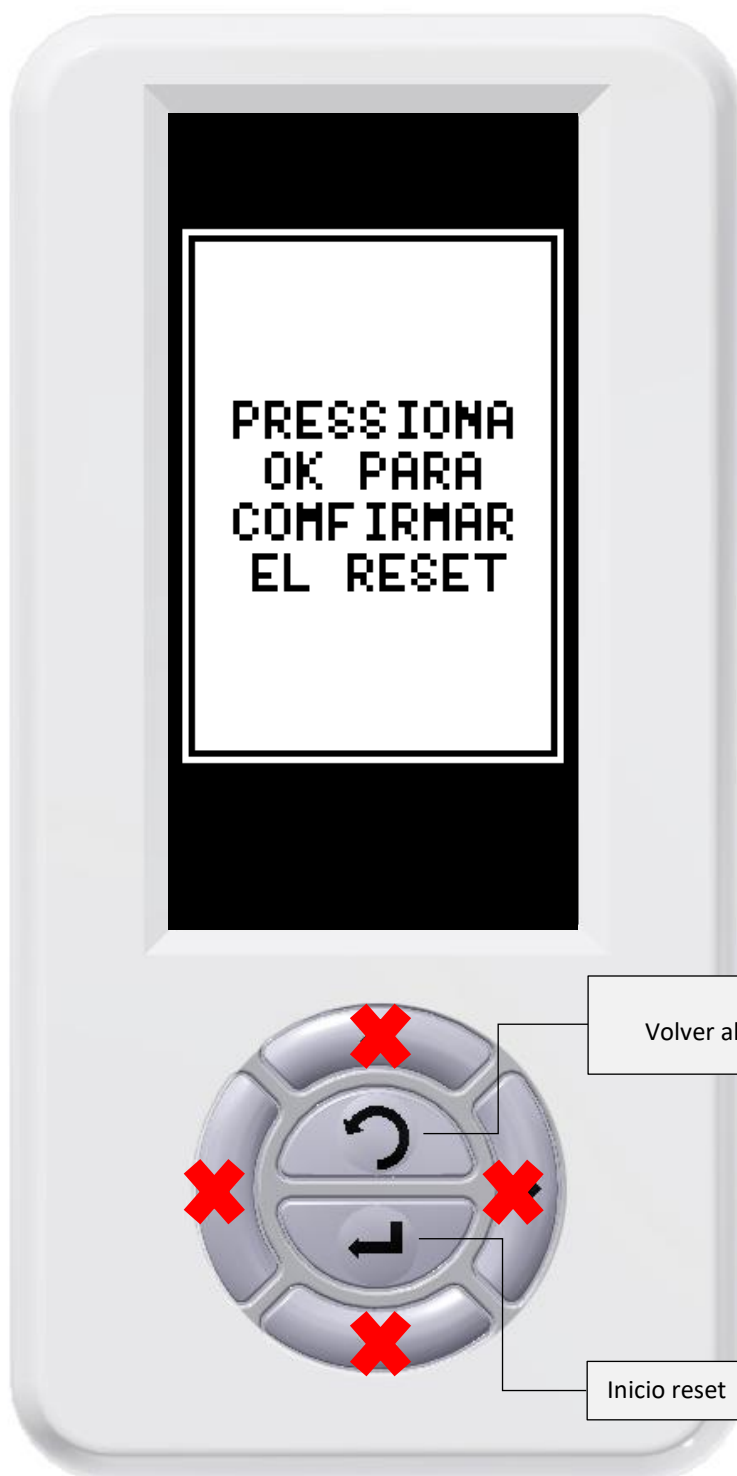 PRESSIONA
OK PARA
COMFIRMAR
EL RESET
Volver al
Inicio reset